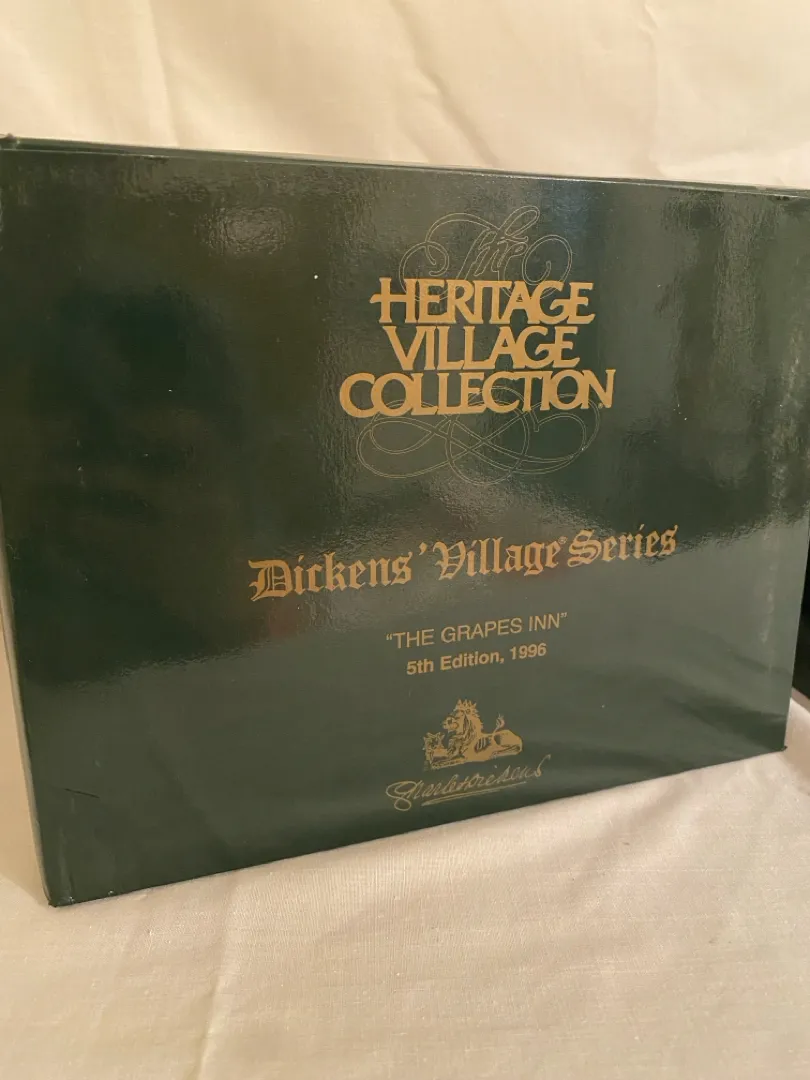 The
HERITAGE
VILLAGE
COLLECTION®
Dickens' Village® Series
"THE GRAPES INN"
5th Edition, 1996
Charles Dickens